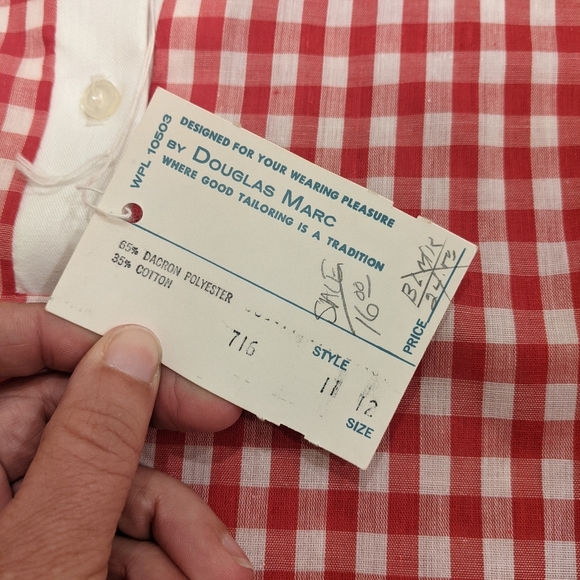 WPL 10503
DESIGNED FOR YOUR WEARING PLEASURE
BY DOUGLAS MARC
WHERE GOOD TAILORING IS A TRADITION
65% DACRON POLYESTER
35% COTTON
SALE
16.00
PRICE
716
STYLE
11 12
SIZE